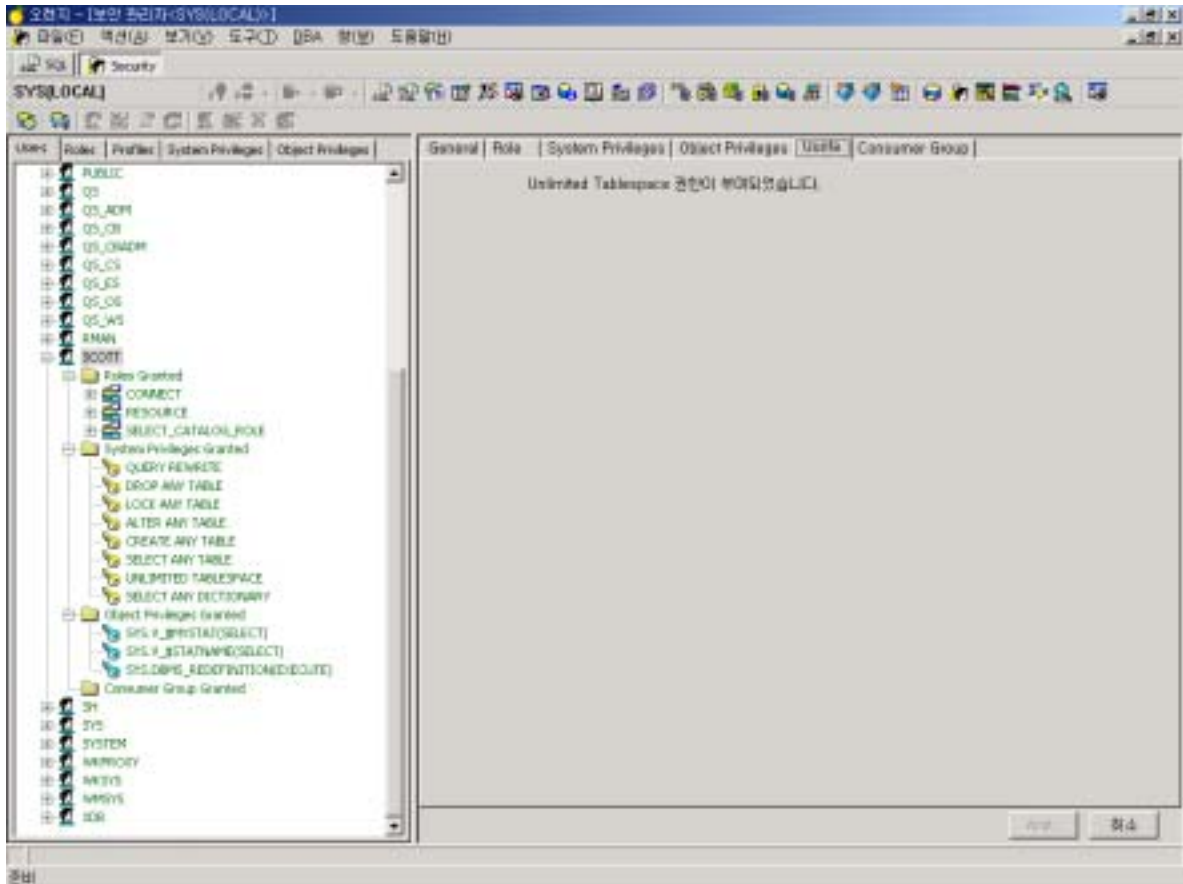 오렌지 - [보안 관리자<SYS(LOCAL)>]
파일(F) 액션(A) 보기(V) 도구(T) DBA 창(W) 도움말(H)
SQL Security
SYS(LOCAL)
Users Roles Profiles System Privileges Object Privileges
General Role System Privileges Object Privileges Consumer Group
Unlimited Tablespace 권한이 부여되었습니다.
PUBLIC
QS
QS_ADM
QS_CB
QS_CBADM
QS_CS
QS_ES
QS_OS
QS_WS
RMAN
SCOTT
Roles Granted
CONNECT
RESOURCE
SELECT_CATALOG_ROLE
System Privileges Granted
QUERY REWRITE
DROP ANY TABLE
LOCK ANY TABLE
ALTER ANY TABLE
CREATE ANY TABLE
SELECT ANY TABLE
UNLIMITED TABLESPACE
SELECT ANY DICTIONARY
Object Privileges Granted
SYS.V_$MYSTAT(SELECT)
SYS.V_$STATNAME(SELECT)
SYS.DBMS_REDEFINITION(EXECUTE)
Consumer Group Granted
SH
SYS
SYSTEM
WKPROXY
WKSYS
WMSYS
XDB
취소
준비